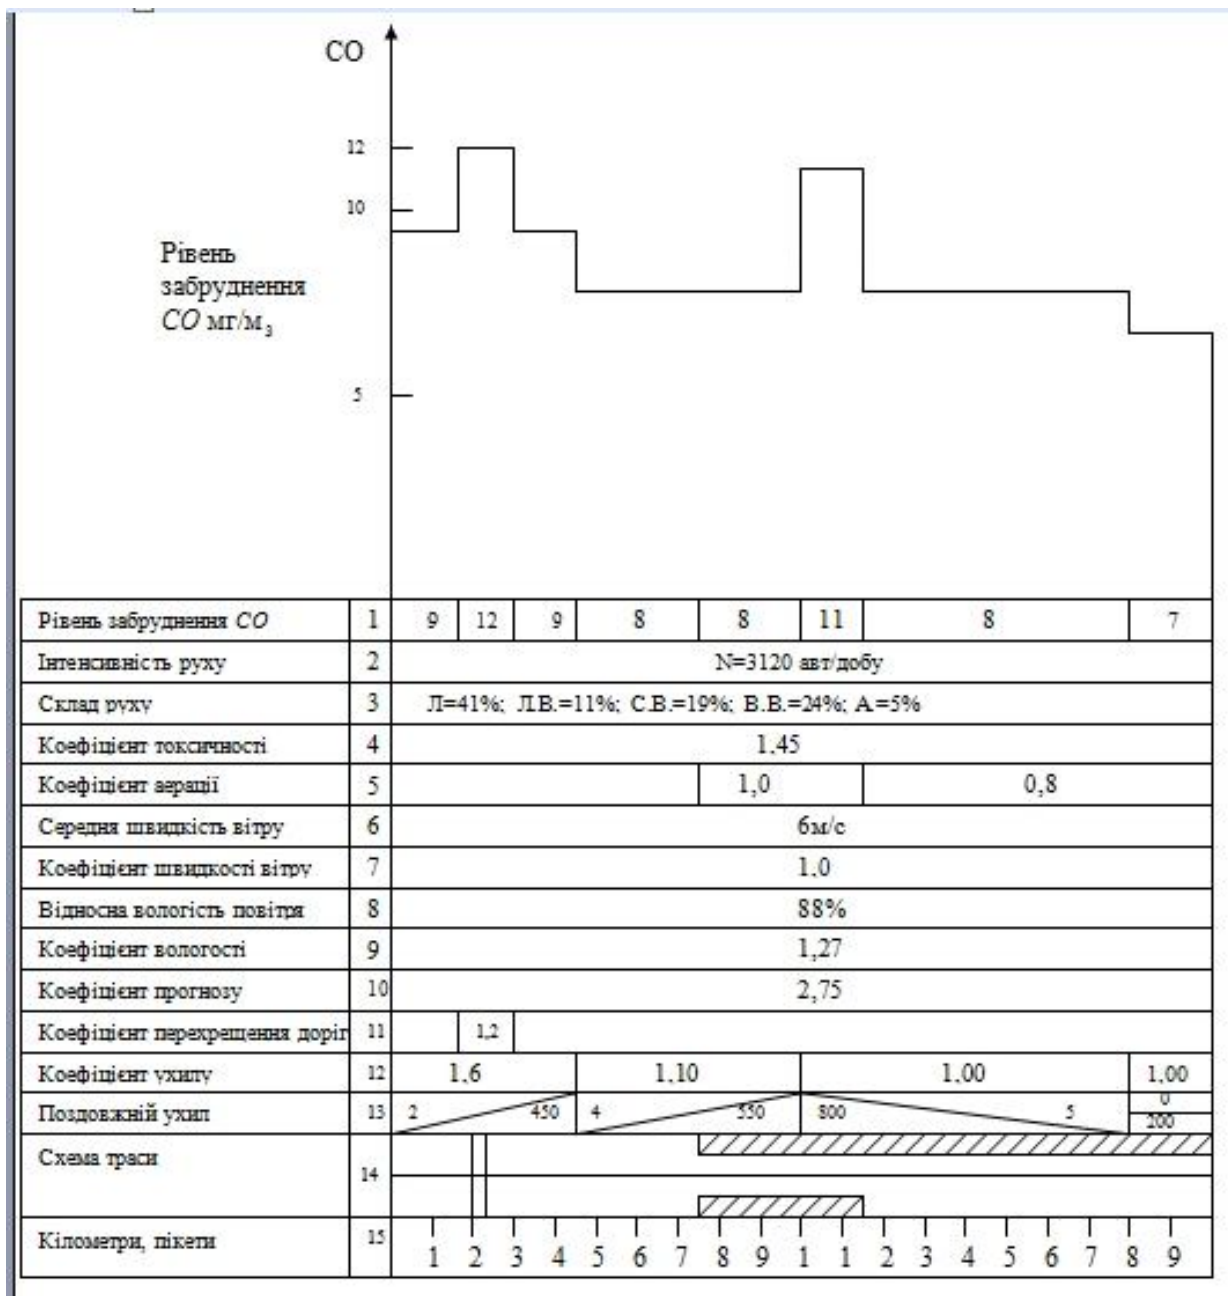 CO
12
10
Рівень
забруднення
CO мг/м3
5
Рівень забруднення CO 1 9 12 9 8 8 11 8 7
Інтенсивність руху 2 N=3120 авт/добу
Склад руху 3 Л=41%; Л.В.=11%; С.В.=19%; В.В.=24%; А.=5%
Коефіцієнт токсичності 4 1,45
Коефіцієнт аерації 5 1,0 0,8
Середня швидкість вітру 6 6м/с
Коефіцієнт швидкості вітру 7 1,0
Відносна вологість повітря 8 88%
Коефіцієнт вологості 9 1,27
Коефіцієнт прогнозу 10 2,75
Коефіцієнт перехрещення доріг 11 1,2
Коефіцієнт ухилу 12 1,6 1,10 1,00 1,00
Поздовжній ухил 13 2 450 4 550 800 5 0
200
Схема траси 14
Кілометри, пікети 15 1 2 3 4 5 6 7 8 9 1 1 2 3 4 5 6 7 8 9